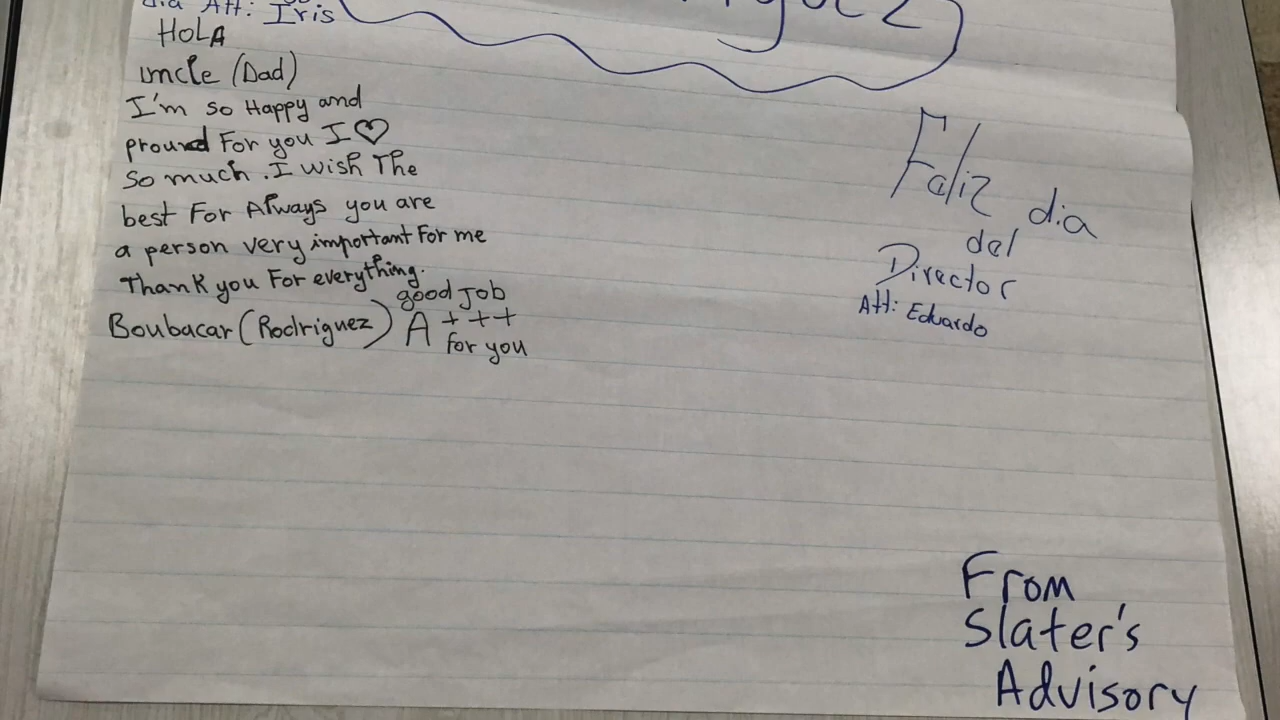 dia Att: Iris
HOLA
uncle (Dad)
I'm so Happy and
pround For you I ♡
so much. I wish The
best For Always you are
a person very important For me
Thank you For everything.
good Job
Boubacar (Rodriguez) A +++
for you
Feliz dia
del
Director
Att: Eduardo
From
Slater's
Advisory